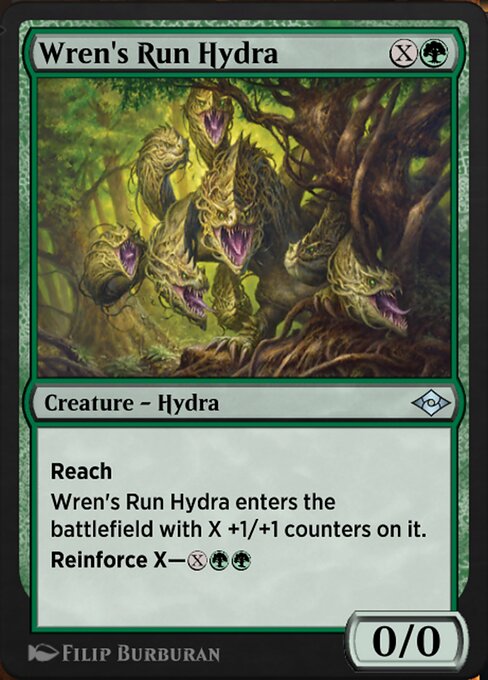 Wren's Run Hydra X
Creature – Hydra
Reach
Wren's Run Hydra enters the
battlefield with X +1/+1 counters on it.
Reinforce X—X
0/0
Filip Burburan